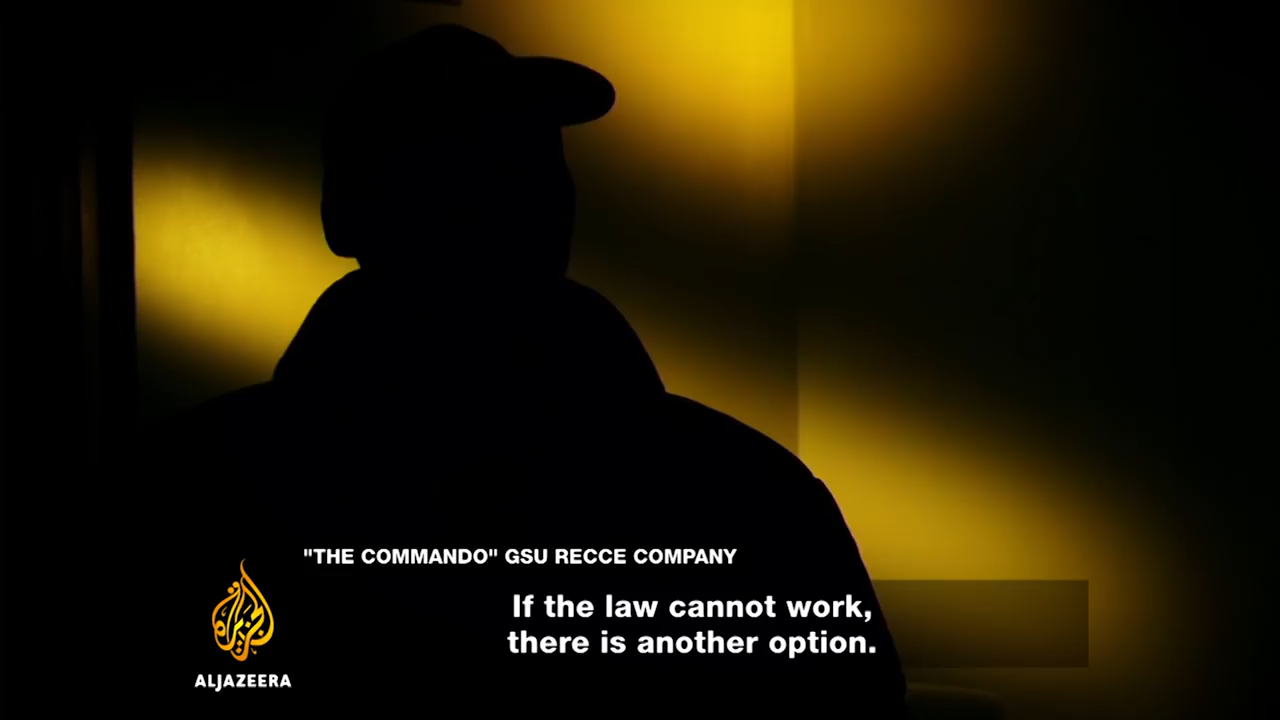 "THE COMMANDO" GSU RECCE COMPANY
If the law cannot work,
there is another option.
الجزيرة
ALJAZEERA